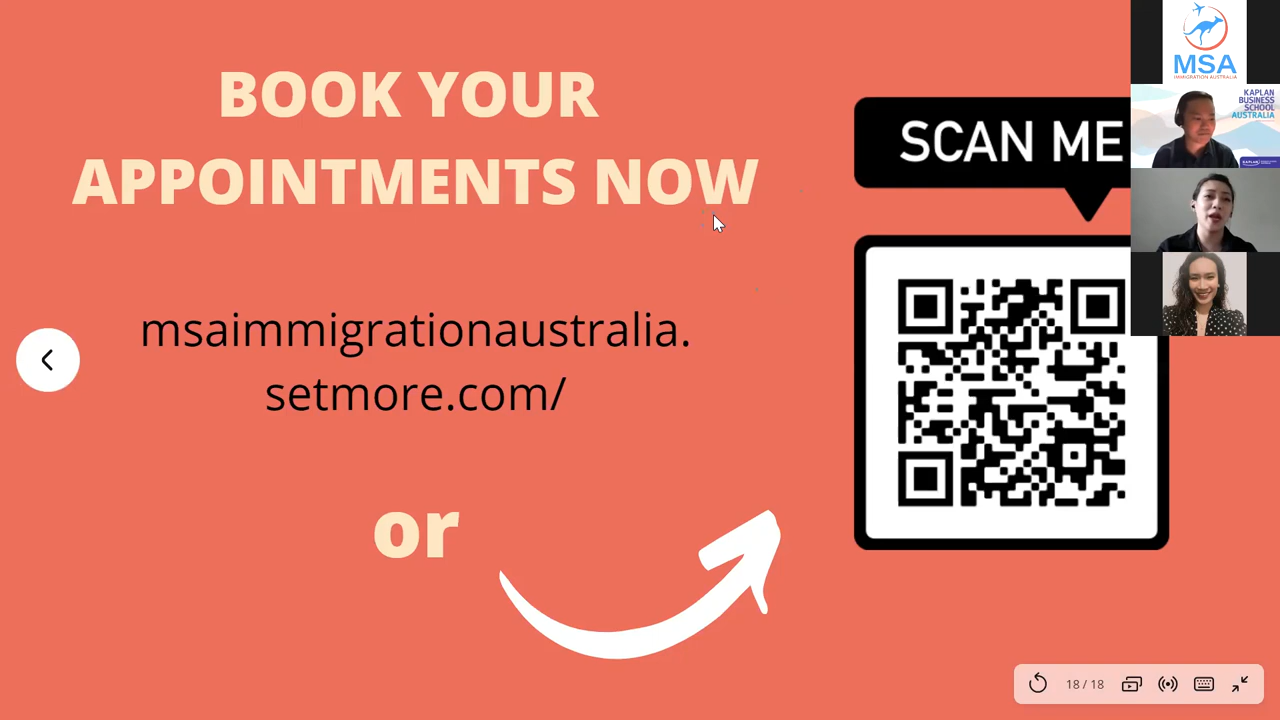 BOOK YOUR
APPOINTMENTS NOW
msaimmigrationaustralia.
setmore.com/
or
SCAN ME
MSA
IMMIGRATION AUSTRALIA
KAPLAN
BUSINESS
SCHOOL
AUSTRALIA
KAPLAN
18 / 18